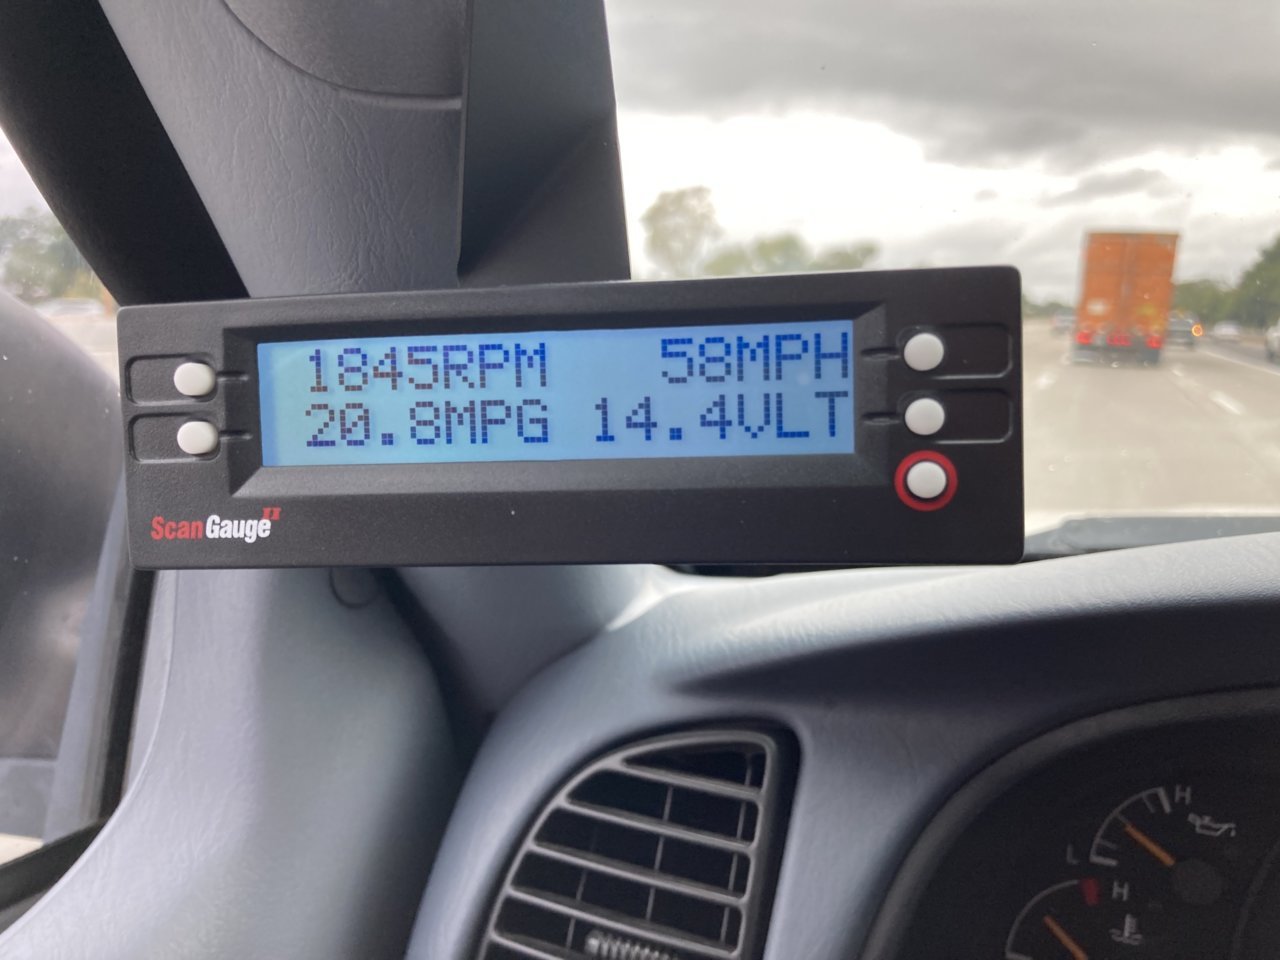 1845RPM 58MPH
20.8MPG 14.4VLT
ScanGauge II
H
L
H